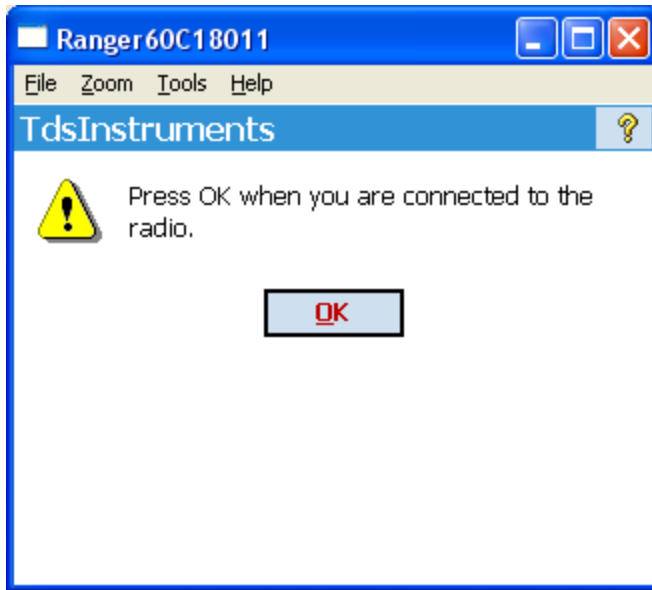 Ranger60C18011
File Zoom Tools Help
TdsInstruments ?
Press OK when you are connected to the
radio.
OK